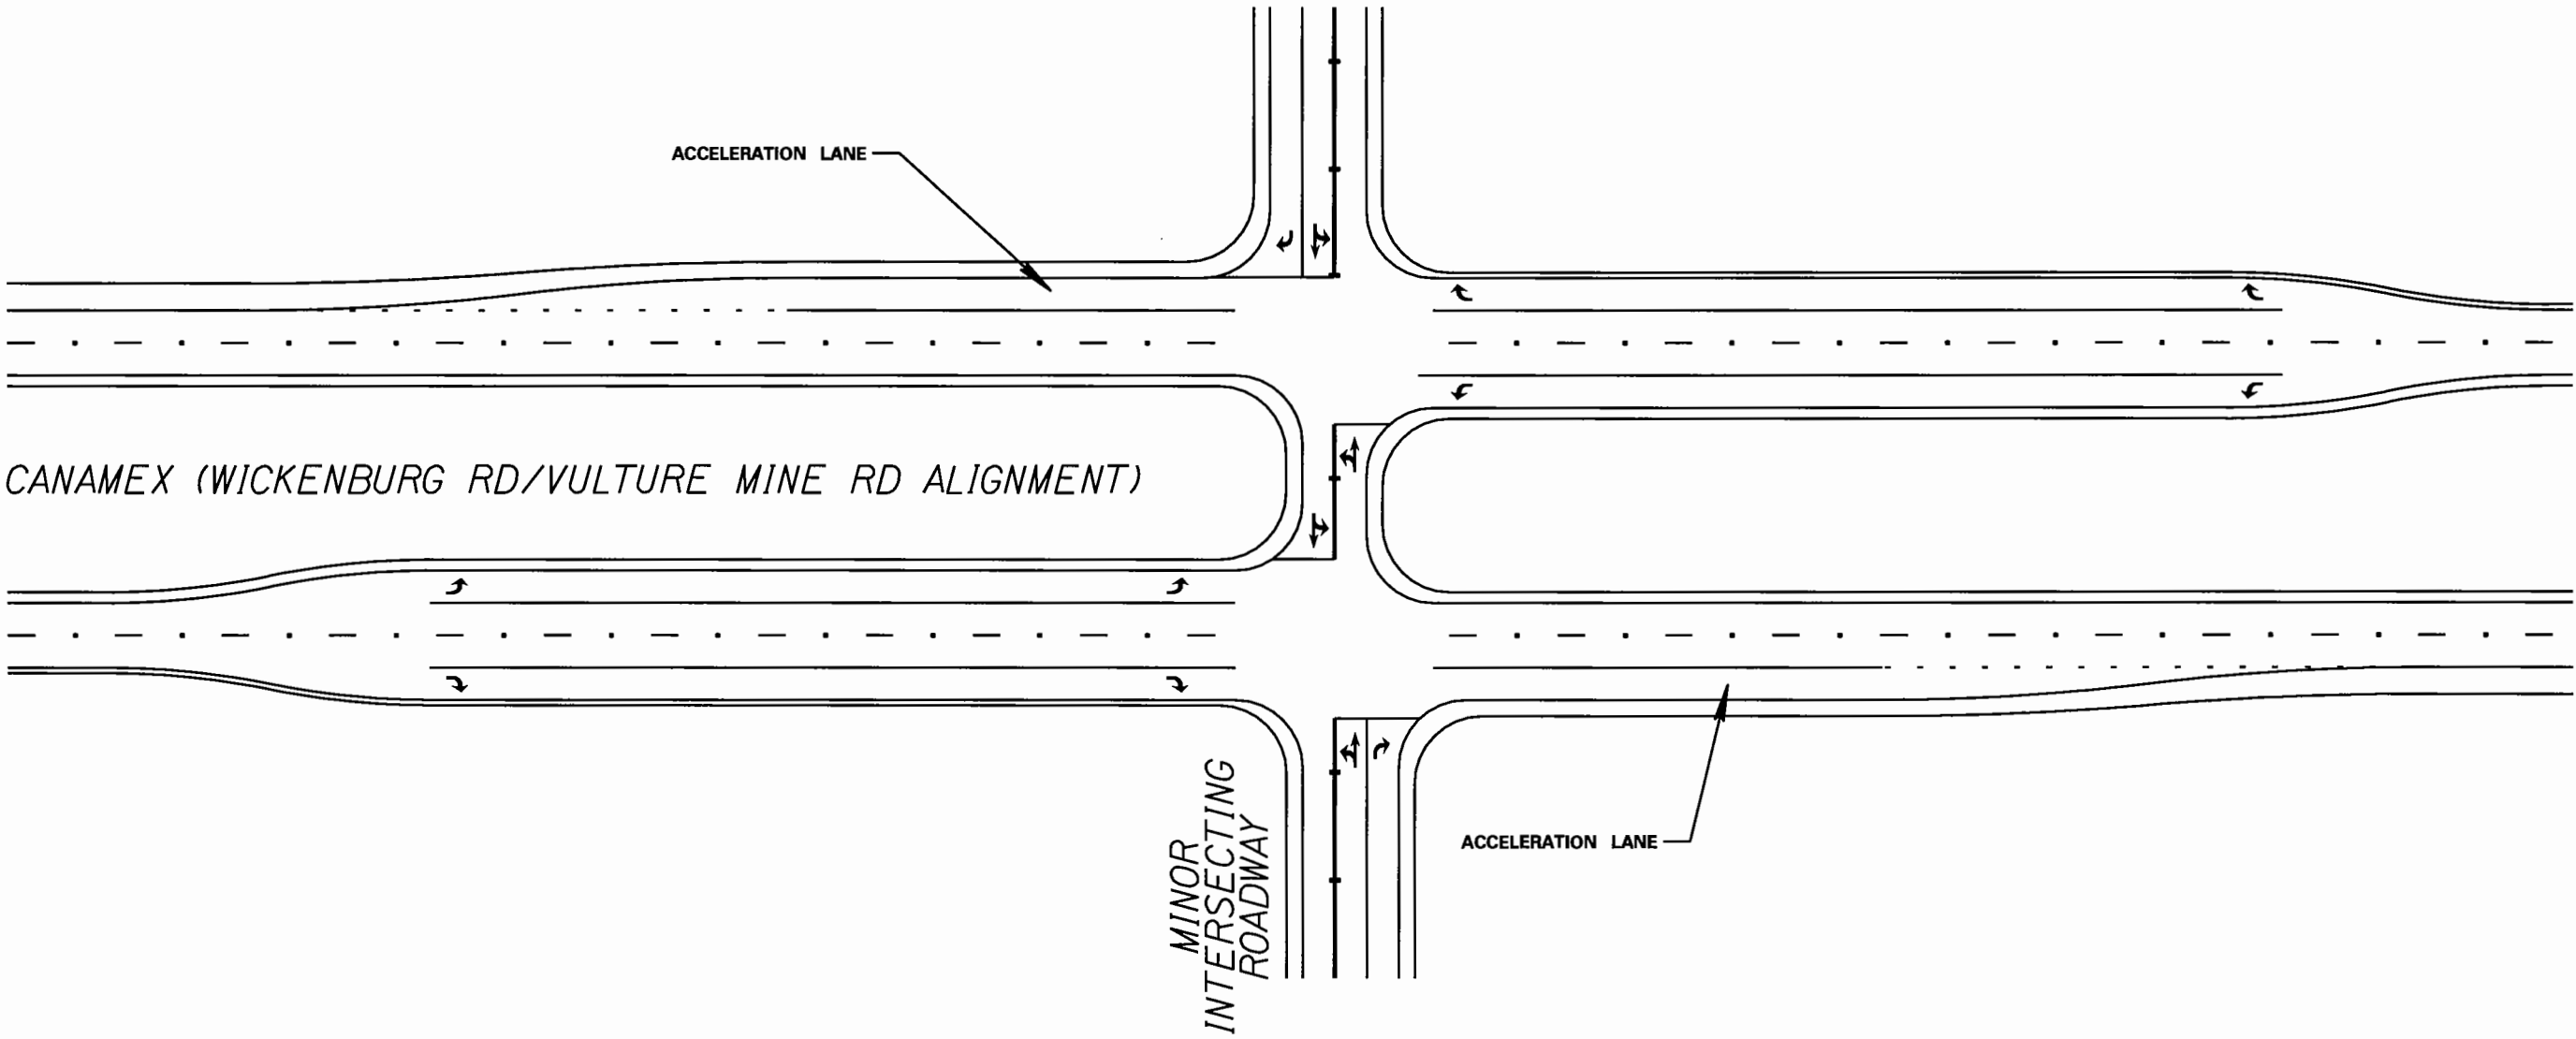 ACCELERATION LANE
CANAMEX (WICKENBURG RD/VULTURE MINE RD ALIGNMENT)
MINOR
INTERSECTING
ROADWAY
ACCELERATION LANE